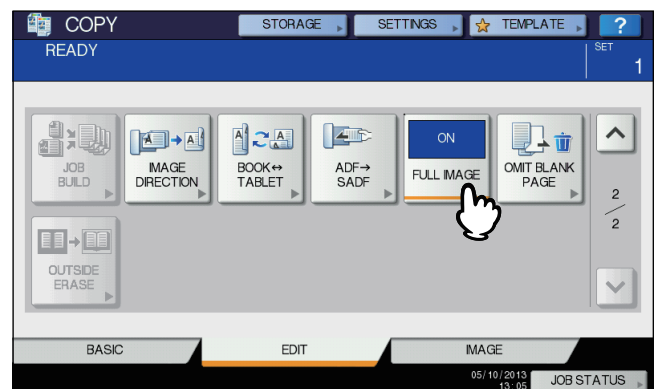 COPY
STORAGE
SETTINGS
TEMPLATE
?
READY
SET
1
JOB
BUILD
A
A
IMAGE
DIRECTION
A
A
BOOK↔
TABLET
ADF→
SADF
ON
FULL IMAGE
OMIT BLANK
PAGE
2
2
OUTSIDE
ERASE
BASIC
EDIT
IMAGE
05/10/2013
13:05
JOB STATUS